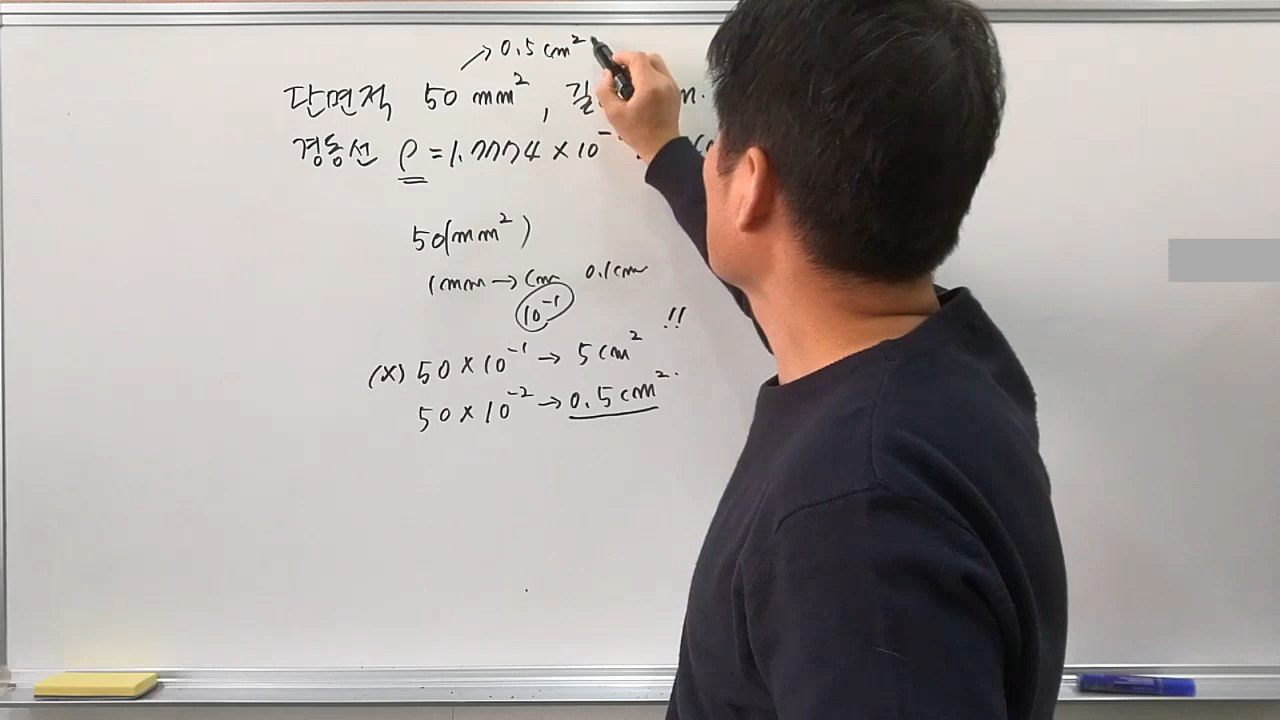 → 0.5 cm²
단면적 50 mm² , m.
경동선 ρ = 1.7774 × 10⁻
50(mm²)
1mm → cm 0.1cm
10⁻¹
(X) 50 × 10⁻¹ → 5 cm² !!
50 × 10⁻² → 0.5 cm².